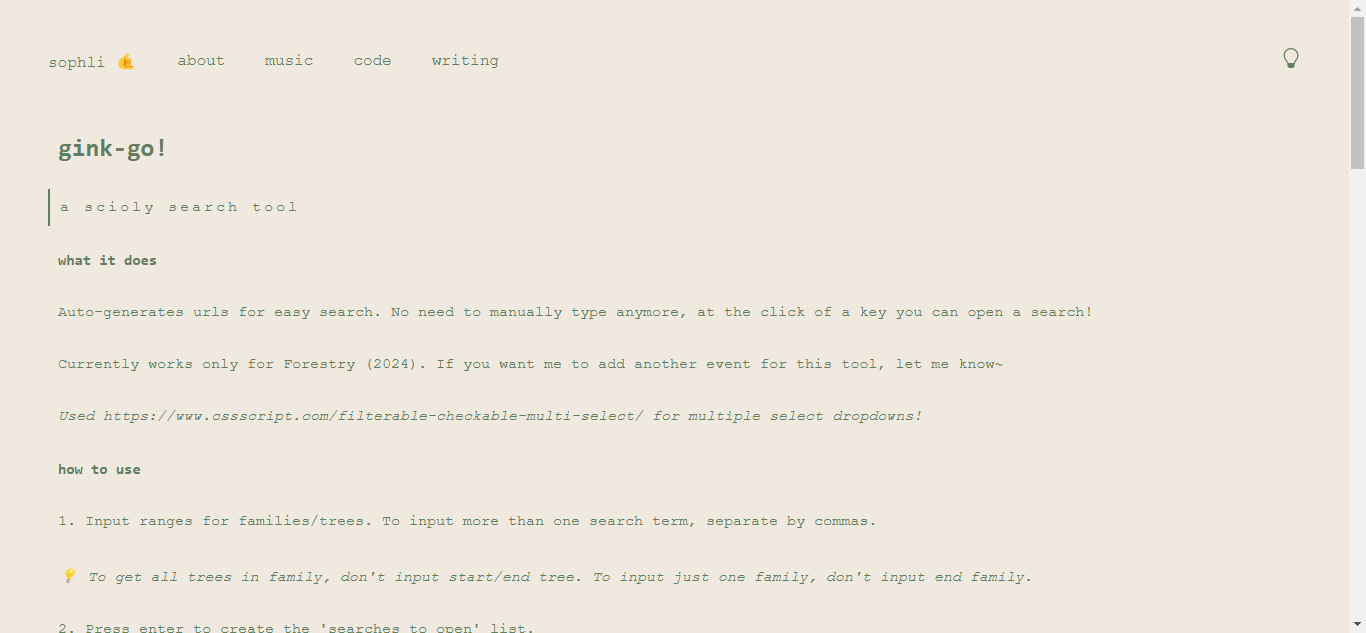 sophli 🤙 about music code writing
gink-go!
a scioly search tool
what it does
Auto-generates urls for easy search. No need to manually type anymore, at the click of a key you can open a search!
Currently works only for Forestry (2024). If you want me to add another event for this tool, let me know~
Used https://www.cssscript.com/filterable-checkable-multi-select/ for multiple select dropdowns!
how to use
1. Input ranges for families/trees. To input more than one search term, separate by commas.
💡 To get all trees in family, don't input start/end tree. To input just one family, don't input end family.
2. Press enter to create the 'searches to open' list.